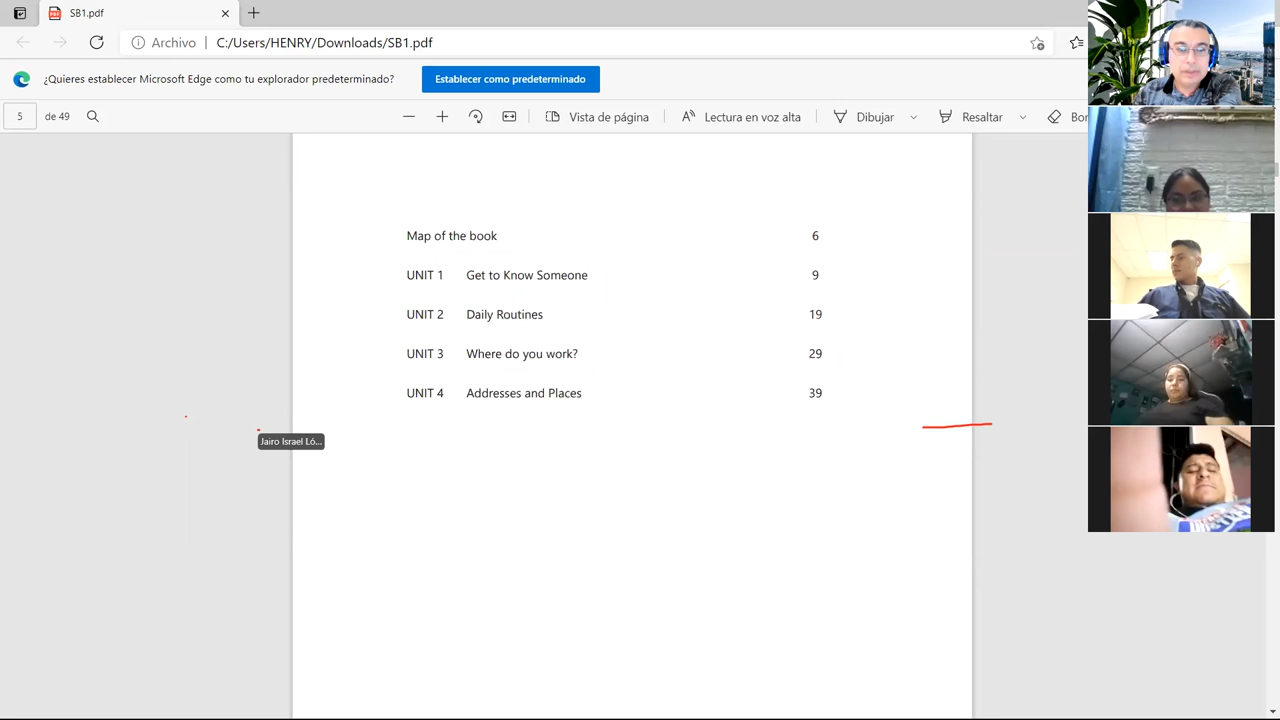 SB1.pdf
Archivo C:/Users/HENRY/Downloads/SB1.pdf
¿Quieres establecer Microsoft Edge como tu explorador predeterminado? Establecer como predeterminado
5 de 49 Vista de página Lectura en voz alta Dibujar Resaltar Bor
Map of the book 6
UNIT 1 Get to Know Someone 9
UNIT 2 Daily Routines 19
UNIT 3 Where do you work? 29
UNIT 4 Addresses and Places 39
Jairo Israel Ló...